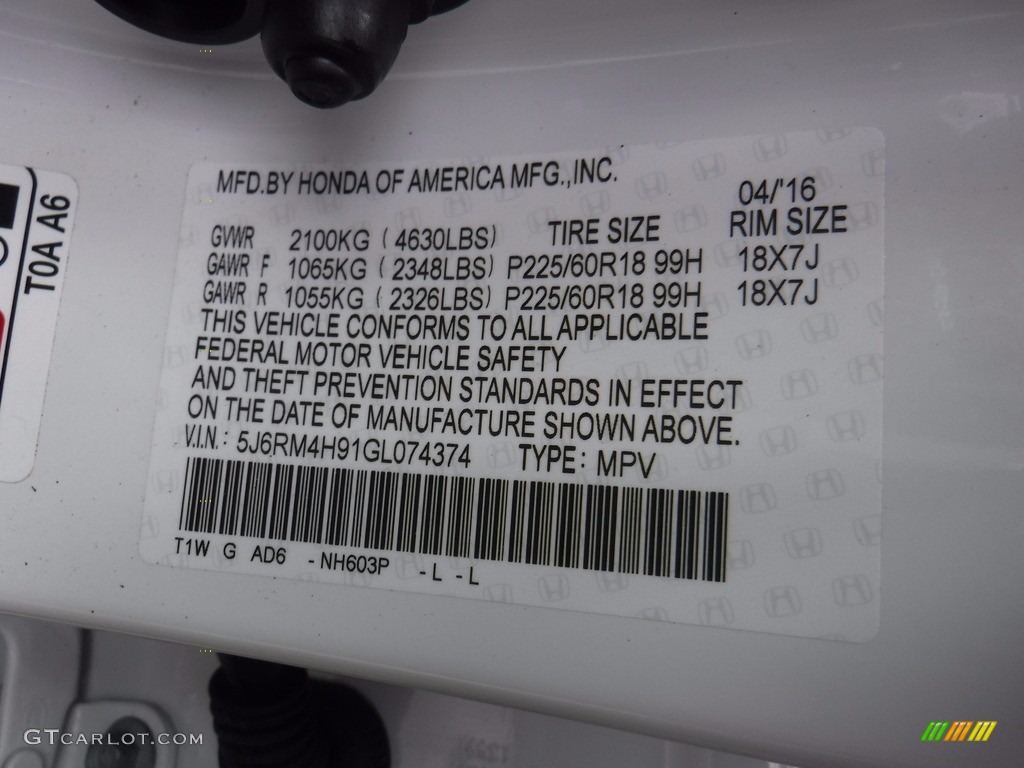 T0A A6
MFD.BY HONDA OF AMERICA MFG.,INC.
04/'16
GVWR 2100KG ( 4630LBS) TIRE SIZE RIM SIZE
GAWR F 1065KG ( 2348LBS) P225/60R18 99H 18X7J
GAWR R 1055KG ( 2326LBS) P225/60R18 99H 18X7J
THIS VEHICLE CONFORMS TO ALL APPLICABLE
FEDERAL MOTOR VEHICLE SAFETY
AND THEFT PREVENTION STANDARDS IN EFFECT
ON THE DATE OF MANUFACTURE SHOWN ABOVE.
V.I.N.: 5J6RM4H91GL074374 TYPE: MPV
T1W G AD6 -NH603P -L -L
GTcarlot.com